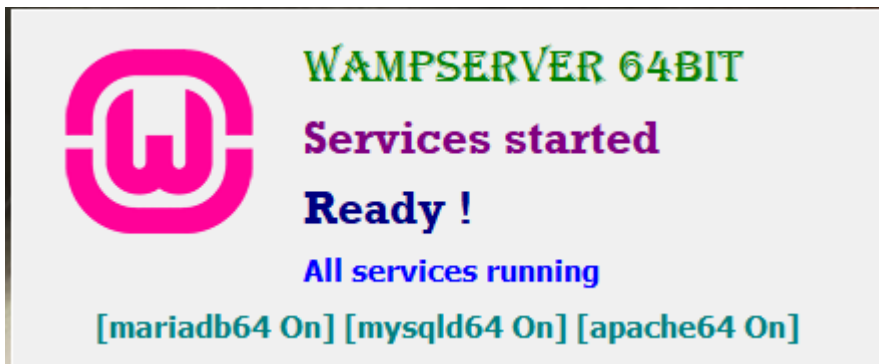 WAMPSERVER 64BIT
Services started
Ready !
All services running
[mariadb64 On] [mysqld64 On] [apache64 On]